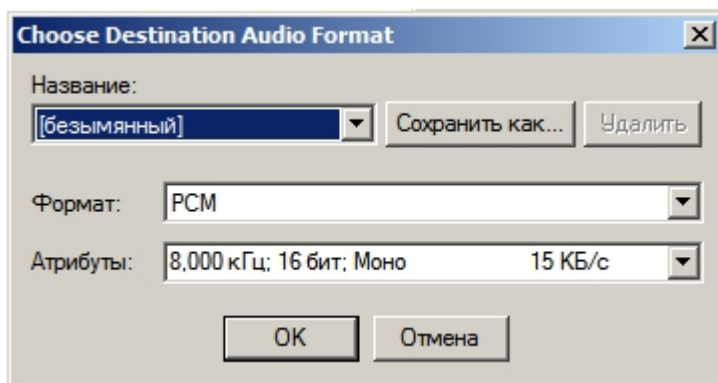 Choose Destination Audio Format
Название:
[безымянный] Сохранить как... Удалить
Формат: PCM
Атрибуты: 8,000 кГц; 16 бит; Моно 15 КБ/с
OK Отмена